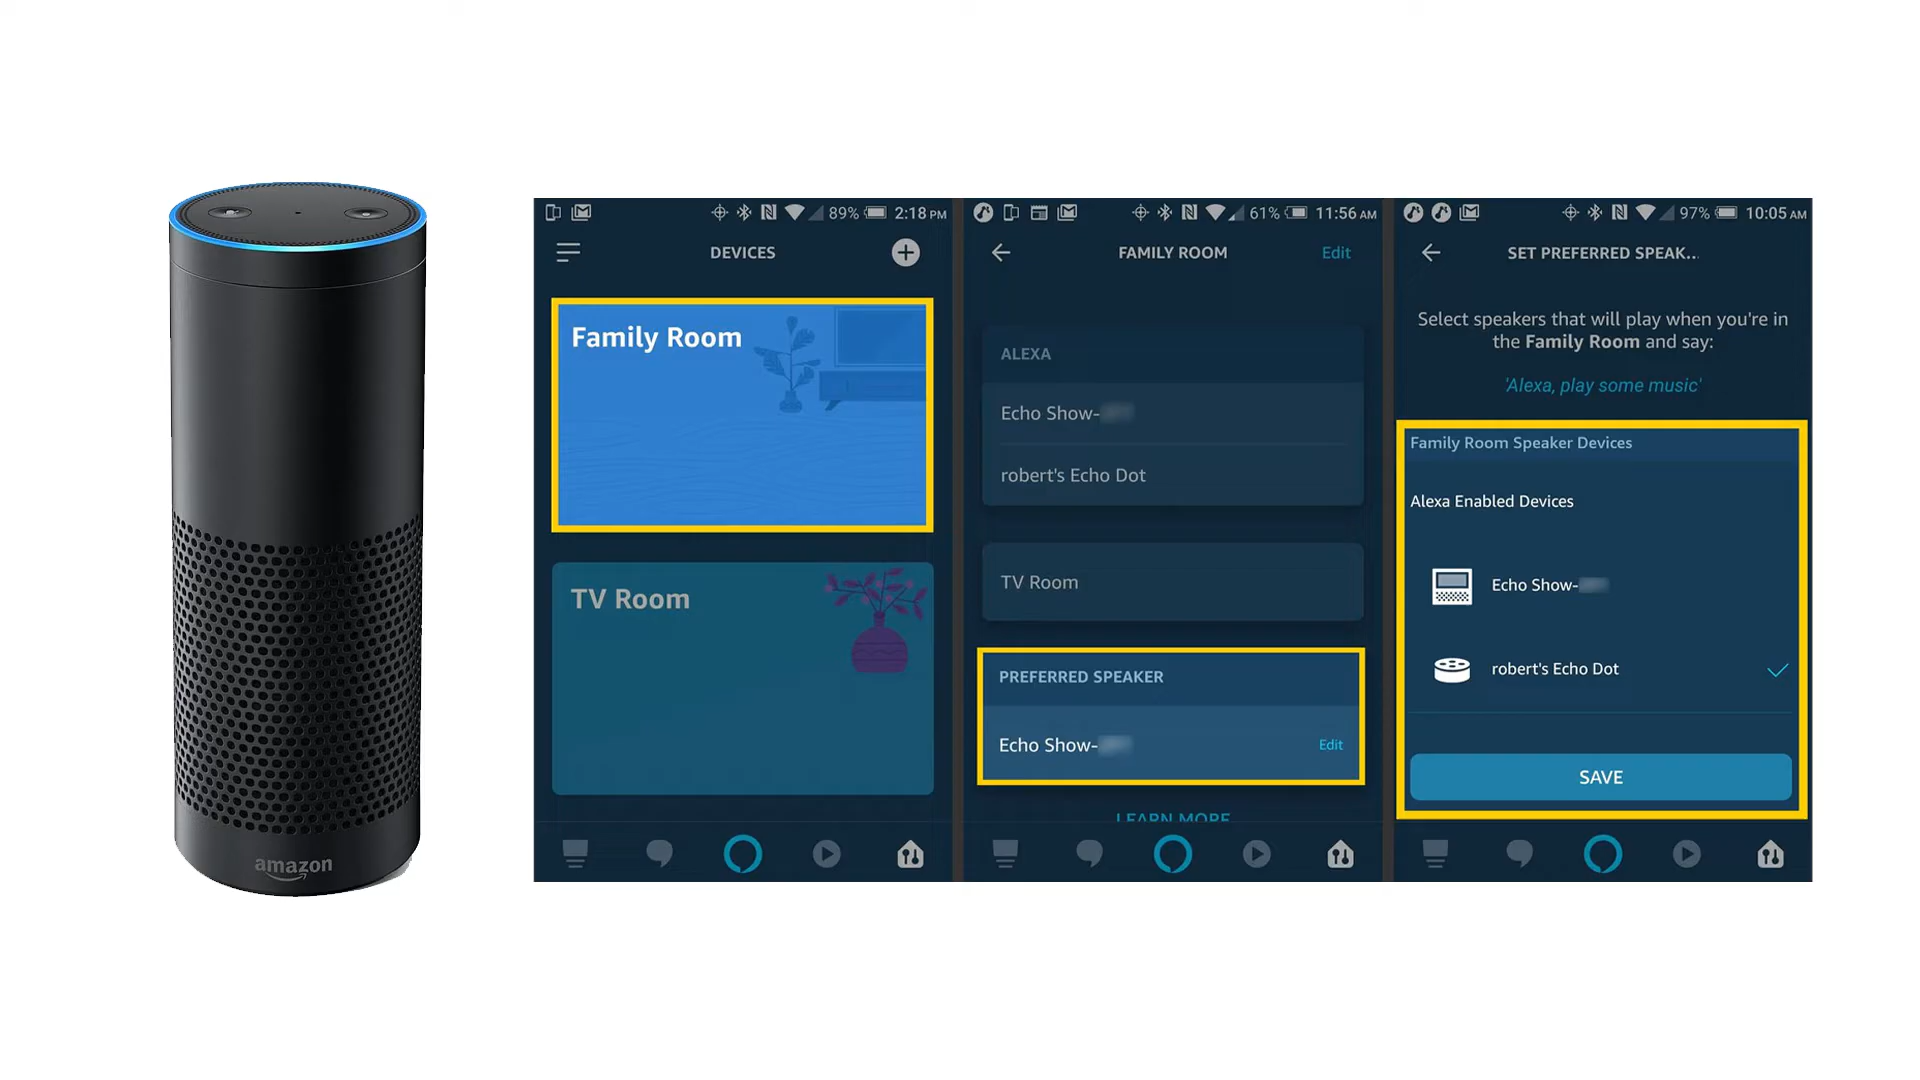 amazon
89% 2:18 PM
DEVICES
Family Room
TV Room
61% 11:56 AM
FAMILY ROOM Edit
ALEXA
Echo Show-
robert's Echo Dot
TV Room
PREFERRED SPEAKER
Echo Show- Edit
LEARN MORE
97% 10:05 AM
SET PREFERRED SPEAK...
Select speakers that will play when you're in
the Family Room and say:
'Alexa, play some music'
Family Room Speaker Devices
Alexa Enabled Devices
Echo Show-
robert's Echo Dot
SAVE